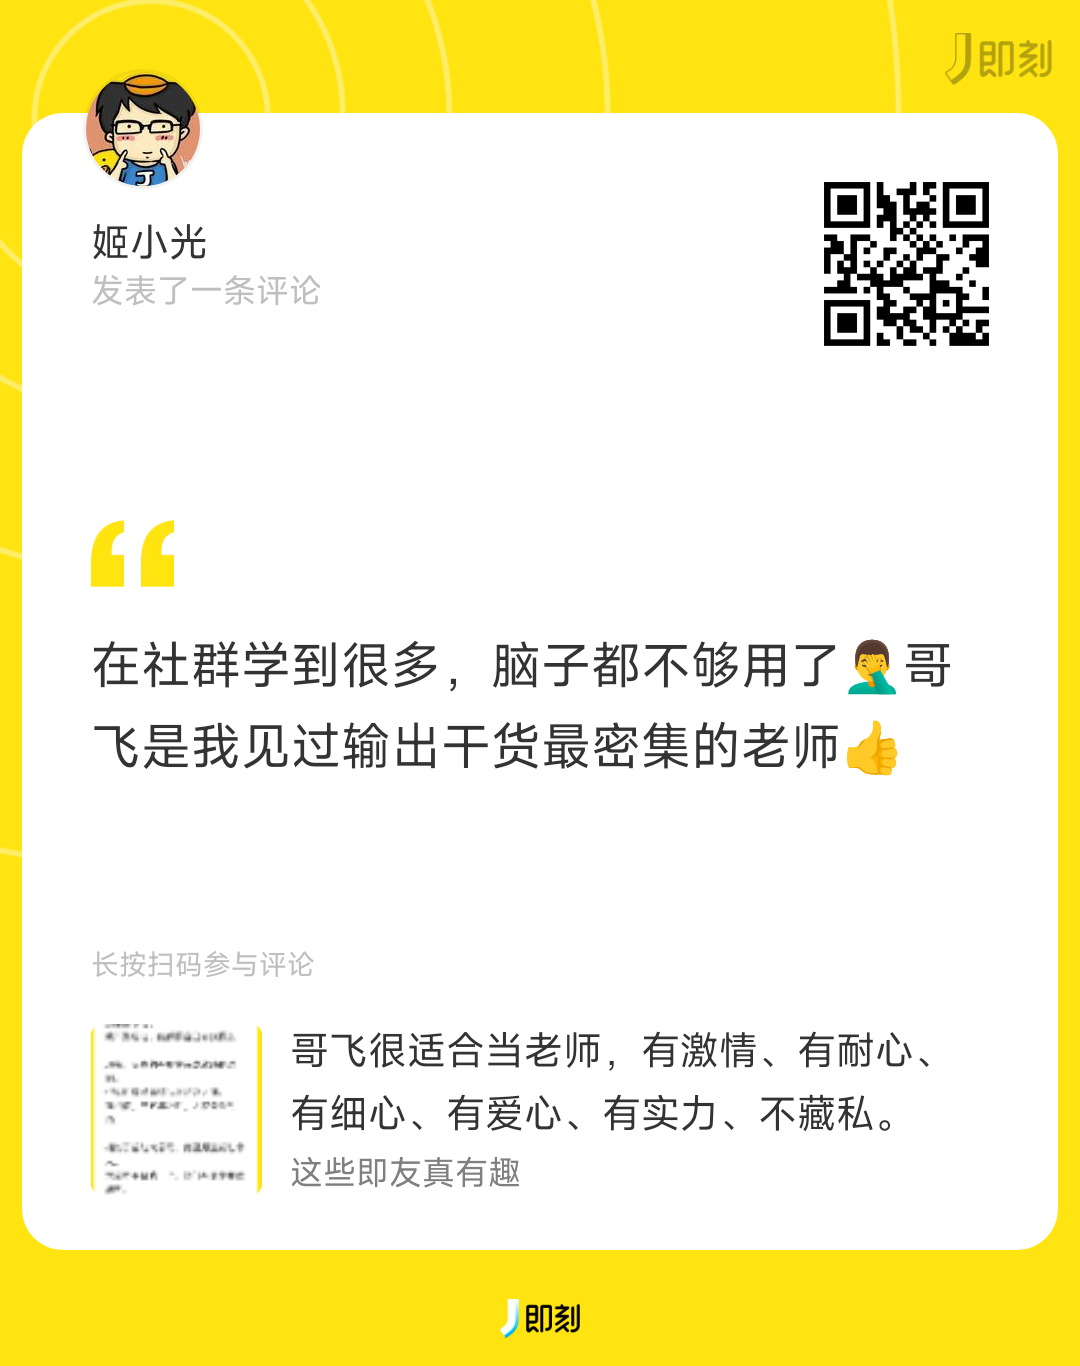 即刻
姬小光
发表了一条评论
在社群学到很多，脑子都不够用了🤦‍♂️哥
飞是我见过输出干货最密集的老师👍
长按扫码参与评论
哥飞很适合当老师，有激情、有耐心、
有细心、有爱心、有实力、不藏私。
这些即友真有趣
即刻